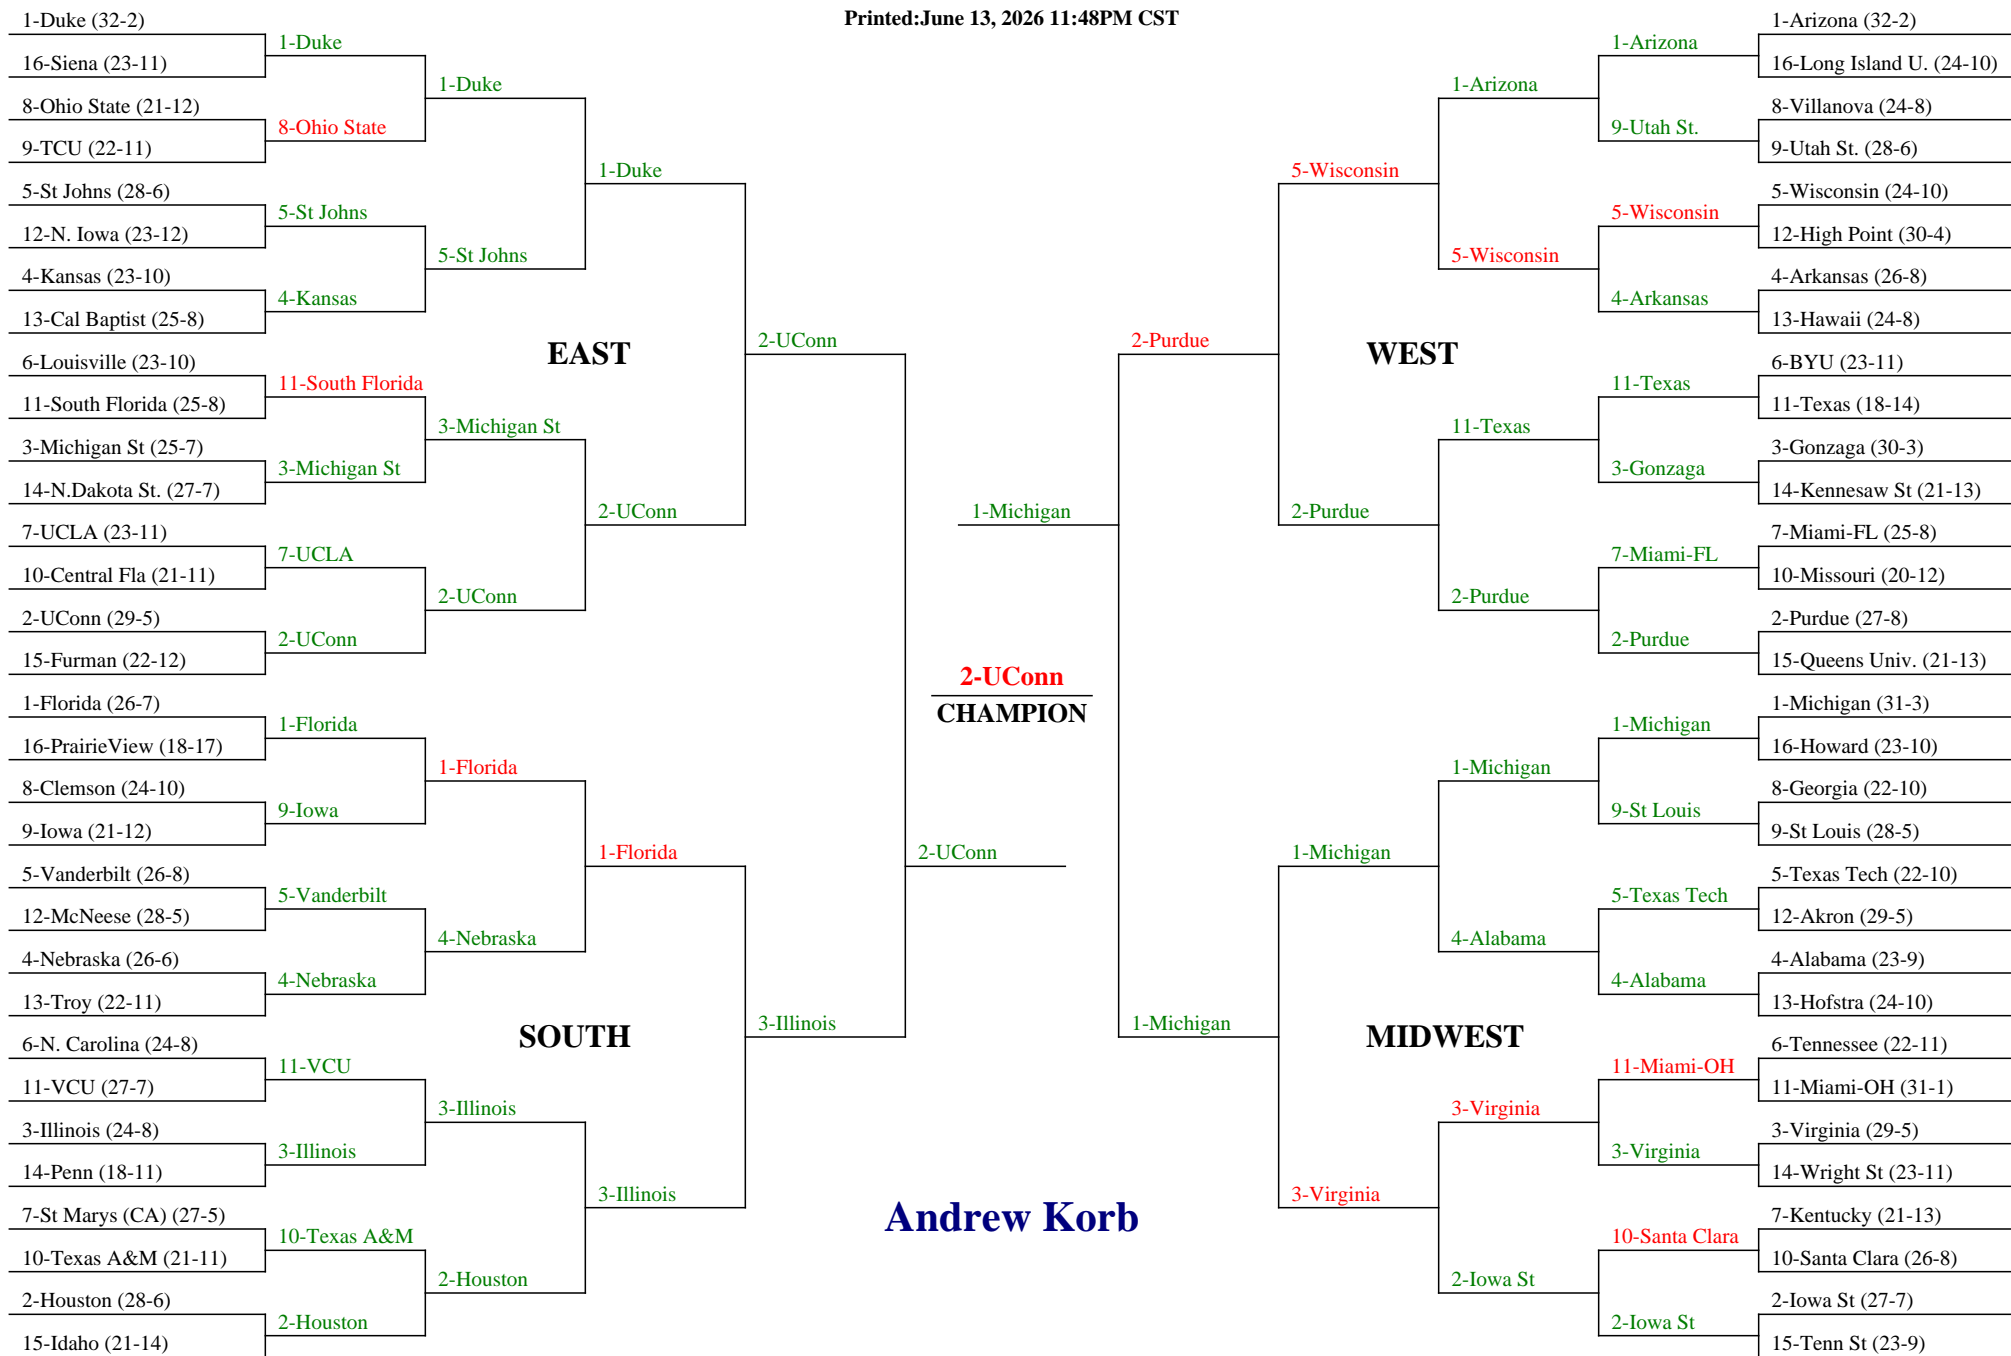 Printed:June 13, 2026 11:48PM CST
1-Duke (32-2)
16-Siena (23-11)
8-Ohio State (21-12)
9-TCU (22-11)
5-St Johns (28-6)
12-N. Iowa (23-12)
4-Kansas (23-10)
13-Cal Baptist (25-8)
6-Louisville (23-10)
11-South Florida (25-8)
3-Michigan St (25-7)
14-N.Dakota St. (27-7)
7-UCLA (23-11)
10-Central Fla (21-11)
2-UConn (29-5)
15-Furman (22-12)
1-Florida (26-7)
16-PrairieView (18-17)
8-Clemson (24-10)
9-Iowa (21-12)
5-Vanderbilt (26-8)
12-McNeese (28-5)
4-Nebraska (26-6)
13-Troy (22-11)
6-N. Carolina (24-8)
11-VCU (27-7)
3-Illinois (24-8)
14-Penn (18-11)
7-St Marys (CA) (27-5)
10-Texas A&M (21-11)
2-Houston (28-6)
15-Idaho (21-14)
1-Duke
8-Ohio State
5-St Johns
4-Kansas
11-South Florida
3-Michigan St
7-UCLA
2-UConn
1-Florida
9-Iowa
5-Vanderbilt
4-Nebraska
11-VCU
3-Illinois
10-Texas A&M
2-Houston
1-Duke
5-St Johns
3-Michigan St
2-UConn
1-Florida
4-Nebraska
3-Illinois
2-Houston
1-Duke
2-UConn
1-Florida
3-Illinois
EAST
SOUTH
2-UConn
3-Illinois
2-UConn
2-UConn
CHAMPION
Andrew Korb
1-Michigan
2-Purdue
1-Michigan
WEST
MIDWEST
5-Wisconsin
2-Purdue
1-Michigan
3-Virginia
1-Arizona
5-Wisconsin
11-Texas
2-Purdue
1-Michigan
4-Alabama
3-Virginia
2-Iowa St
1-Arizona
9-Utah St.
5-Wisconsin
4-Arkansas
11-Texas
3-Gonzaga
7-Miami-FL
2-Purdue
1-Michigan
9-St Louis
5-Texas Tech
4-Alabama
11-Miami-OH
3-Virginia
10-Santa Clara
2-Iowa St
1-Arizona (32-2)
16-Long Island U. (24-10)
8-Villanova (24-8)
9-Utah St. (28-6)
5-Wisconsin (24-10)
12-High Point (30-4)
4-Arkansas (26-8)
13-Hawaii (24-8)
6-BYU (23-11)
11-Texas (18-14)
3-Gonzaga (30-3)
14-Kennesaw St (21-13)
7-Miami-FL (25-8)
10-Missouri (20-12)
2-Purdue (27-8)
15-Queens Univ. (21-13)
1-Michigan (31-3)
16-Howard (23-10)
8-Georgia (22-10)
9-St Louis (28-5)
5-Texas Tech (22-10)
12-Akron (29-5)
4-Alabama (23-9)
13-Hofstra (24-10)
6-Tennessee (22-11)
11-Miami-OH (31-1)
3-Virginia (29-5)
14-Wright St (23-11)
7-Kentucky (21-13)
10-Santa Clara (26-8)
2-Iowa St (27-7)
15-Tenn St (23-9)